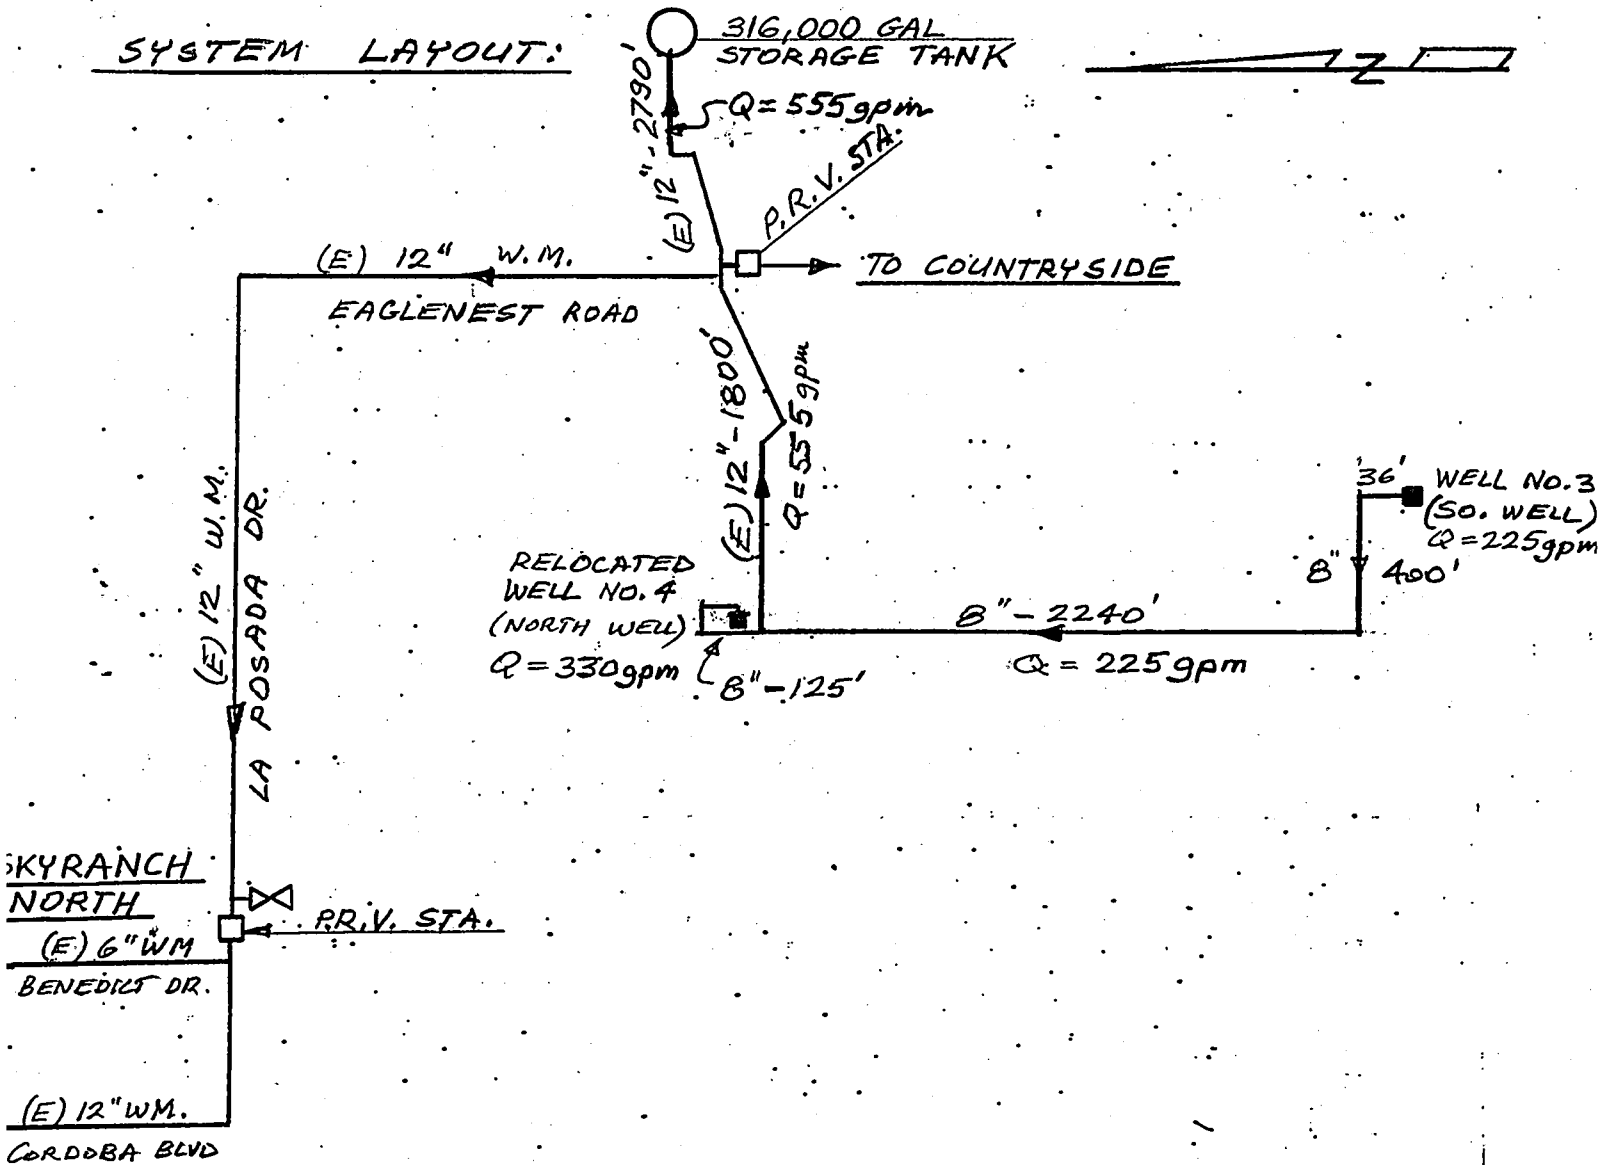 SYSTEM LAYOUT:
316,000 GAL
STORAGE TANK
Z
(E) 12" - 2790'
Q = 555gpm
P.R.V. STA.
(E) 12" W.M.
TO COUNTRYSIDE
EAGLENEST ROAD
(E) 12" - 1800'
Q = 555gpm
(E) 12" W.M.
LA POSADA DR.
36'
WELL NO. 3
(SO. WELL)
Q = 225gpm
8"
400'
RELOCATED
WELL NO. 4
(NORTH WELL)
Q = 330gpm
8" - 2240'
Q = 225gpm
8" - 125'
SKYRANCH
NORTH
P.R.V. STA.
(E) 6" WM
BENEDICT DR.
(E) 12" WM.
CORDOBA BLVD